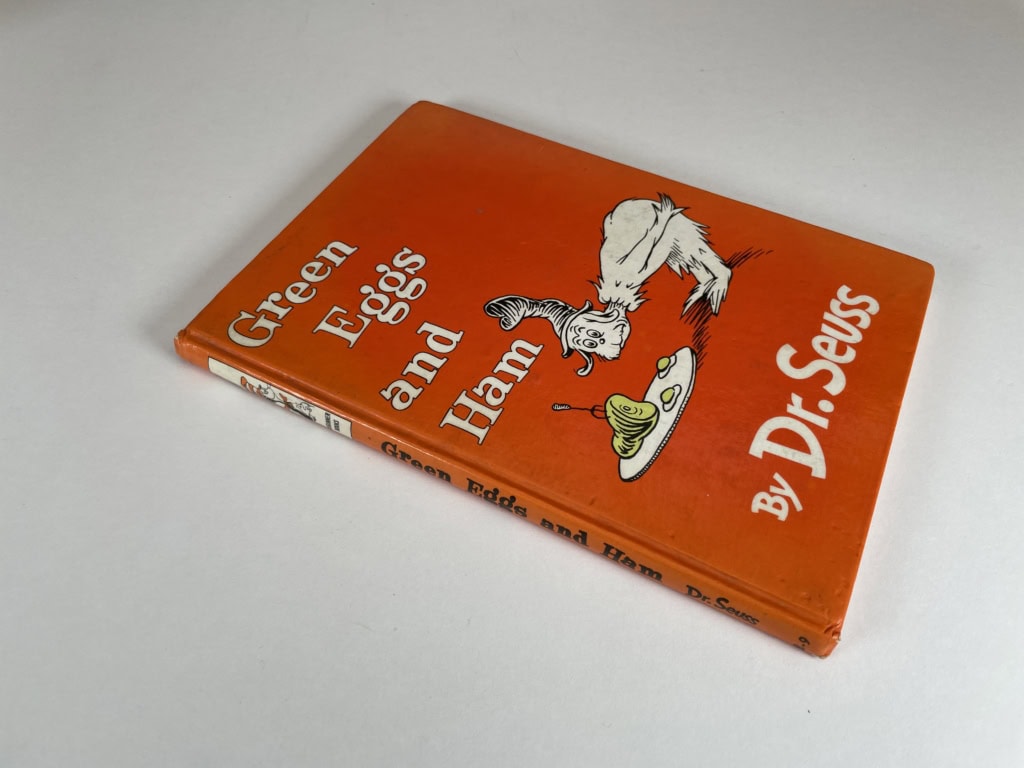 Green
Eggs
and
Ham
By Dr. Seuss
Green Eggs and Ham Dr. Seuss